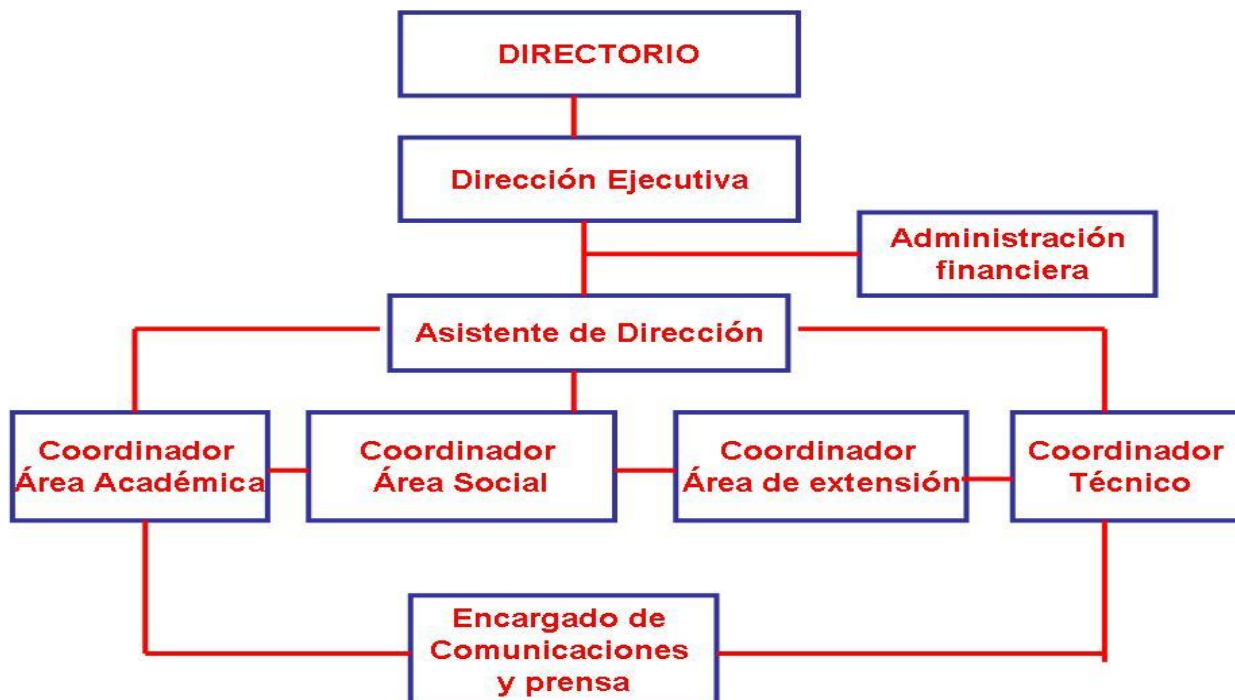 DIRECTORIO
Dirección Ejecutiva
Administración
financiera
Asistente de Dirección
Coordinador
Área Académica
Coordinador
Área Social
Coordinador
Área de extensión
Coordinador
Técnico
Encargado de
Comunicaciones
y prensa